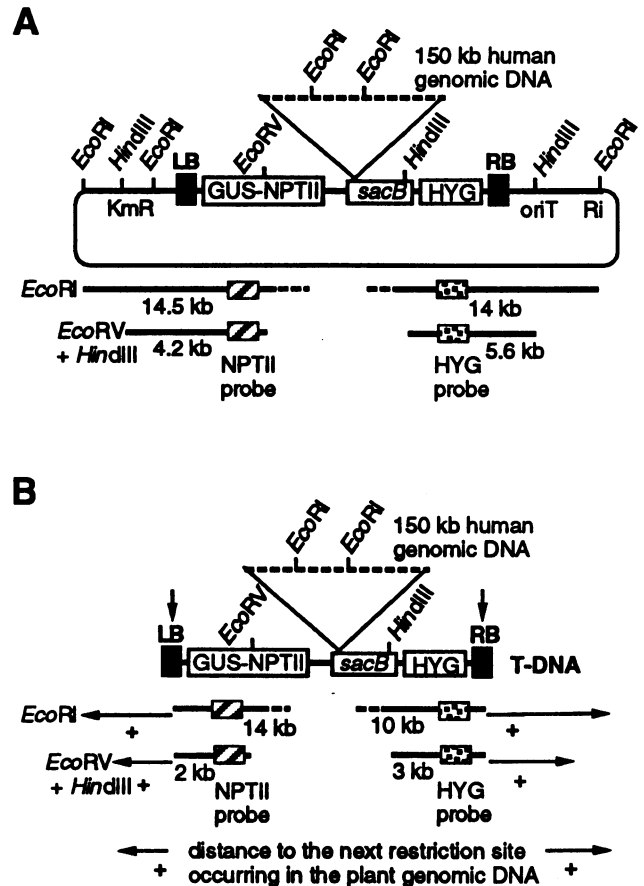 A
EcoRI
EcoRI
150 kb human
genomic DNA
EcoRI
HindIII
EcoRI
LB
EcoRV
HindIII
RB
HindIII
EcoRI
KmR
GUS-NPTII
sacB
HYG
oriT
Ri
EcoRI
14.5 kb
14 kb
EcoRV
+ HindIII
4.2 kb
5.6 kb
NPTII
probe
HYG
probe
B
EcoRI
EcoRI
150 kb human
genomic DNA
LB
EcoRV
HindIII
RB
GUS-NPTII
sacB
HYG
T-DNA
EcoRI
+
14 kb
10 kb
+
EcoRV
+ HindIII +
2 kb
3 kb
+
NPTII
probe
HYG
probe
distance to the next restriction site
+ occurring in the plant genomic DNA +